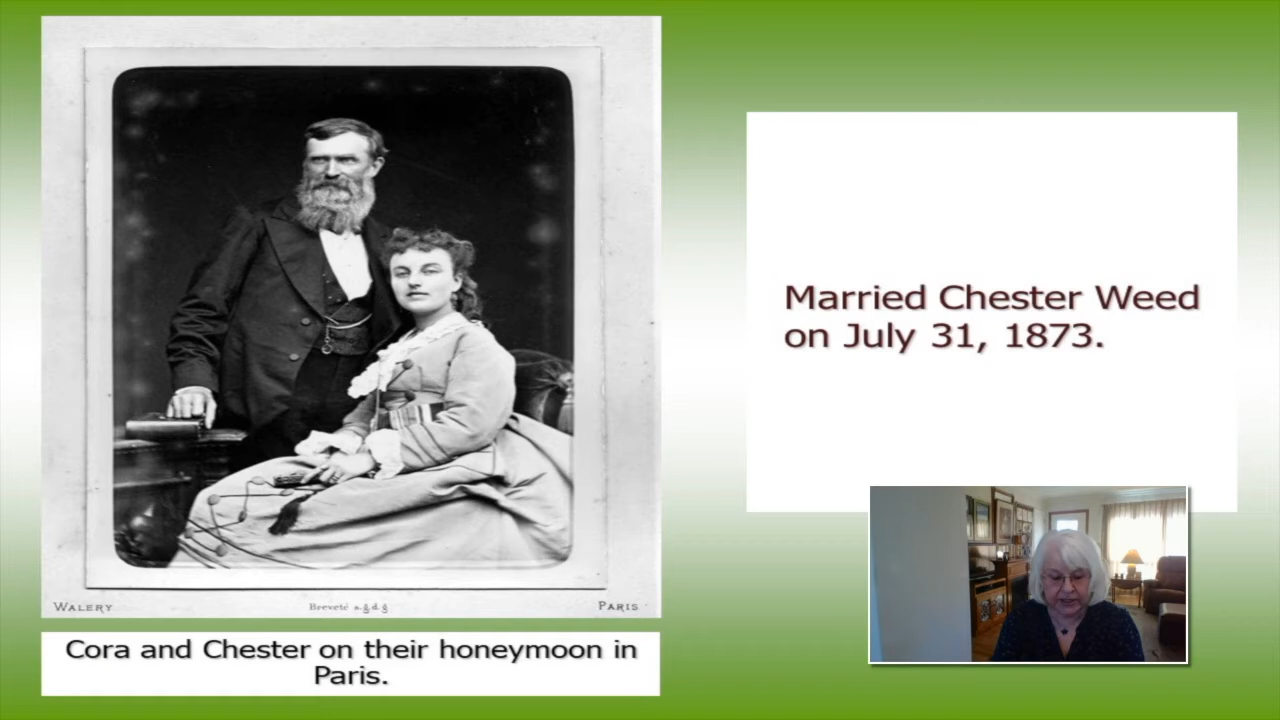 WALERY
Breveté s.g.d.g
PARIS
Cora and Chester on their honeymoon in
Paris.
Married Chester Weed
on July 31, 1873.